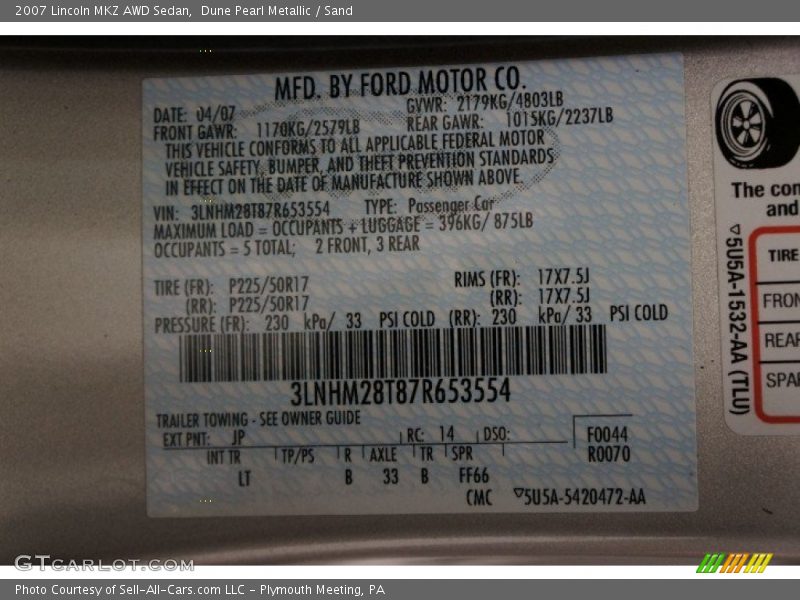 2007 Lincoln MKZ AWD Sedan,  Dune Pearl Metallic / Sand
MFD. BY FORD MOTOR CO.
DATE: 04/07
GVWR: 2179KG/4803LB
FRONT GAWR: 1170KG/2579LB
REAR GAWR: 1015KG/2237LB
THIS VEHICLE CONFORMS TO ALL APPLICABLE FEDERAL MOTOR
VEHICLE SAFETY, BUMPER, AND THEFT PREVENTION STANDARDS
IN EFFECT ON THE DATE OF MANUFACTURE SHOWN ABOVE.
VIN: 3LNHM28T87R653554 TYPE: Passenger Car
MAXIMUM LOAD = OCCUPANTS + LUGGAGE = 396KG/ 875LB
OCCUPANTS = 5 TOTAL; 2 FRONT, 3 REAR
TIRE (FR): P225/50R17 RIMS (FR): 17X7.5J
(RR): P225/50R17 (RR): 17X7.5J
PRESSURE (FR): 230 kPa/ 33 PSI COLD (RR): 230 kPa/ 33 PSI COLD
3LNHM28T87R653554
TRAILER TOWING - SEE OWNER GUIDE
EXT PNT: JP RC: 14 DSO: F0044
INT TR TP/PS R AXLE TR SPR R0070
LT B 33 B FF66
CMC ▽5U5A-5420472-AA
The con
and
▽5U5A-1532-AA (TLU)
TIRE
FRON
REAR
SPAR
GTCarLot.com
Photo Courtesy of Sell-All-Cars.com LLC - Plymouth Meeting, PA